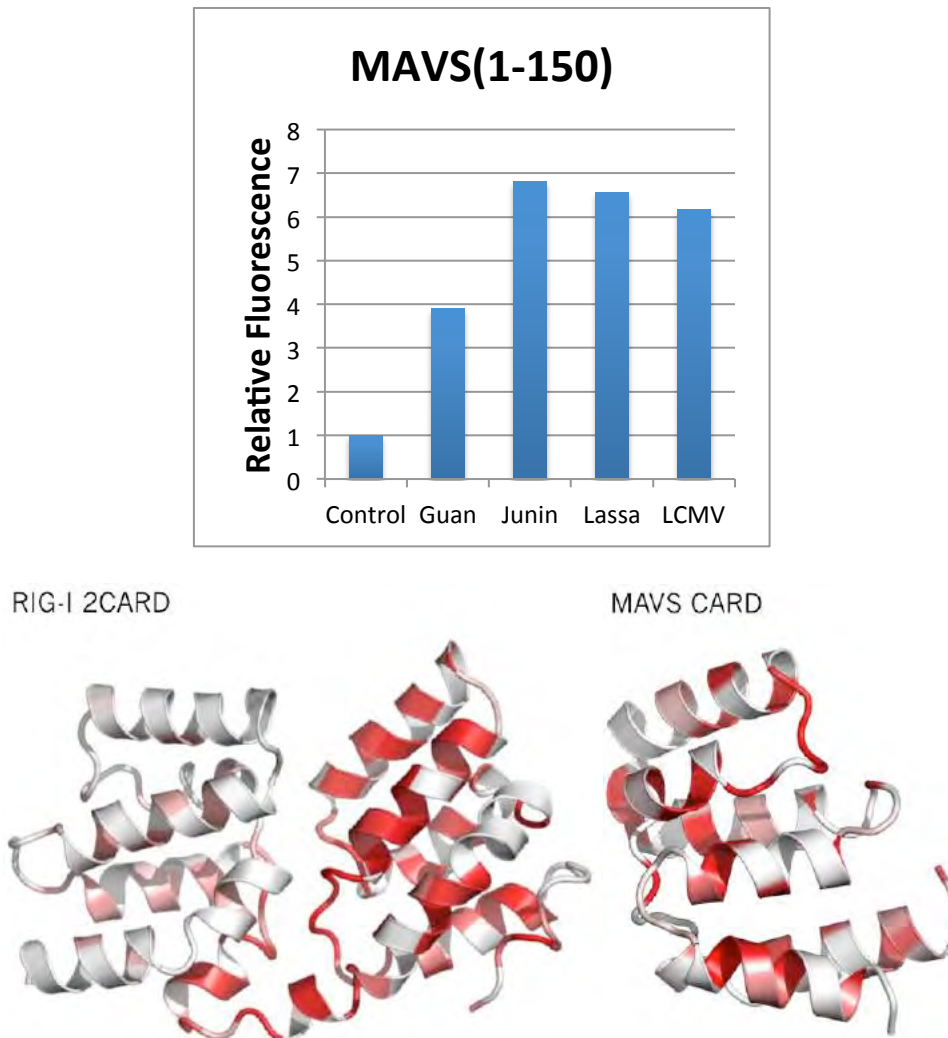 MAVS(1-150)
Relative Fluorescence
8
7
6
5
4
3
2
1
0
Control Guan Junin Lassa LCMV
RIG-I 2CARD
MAVS CARD